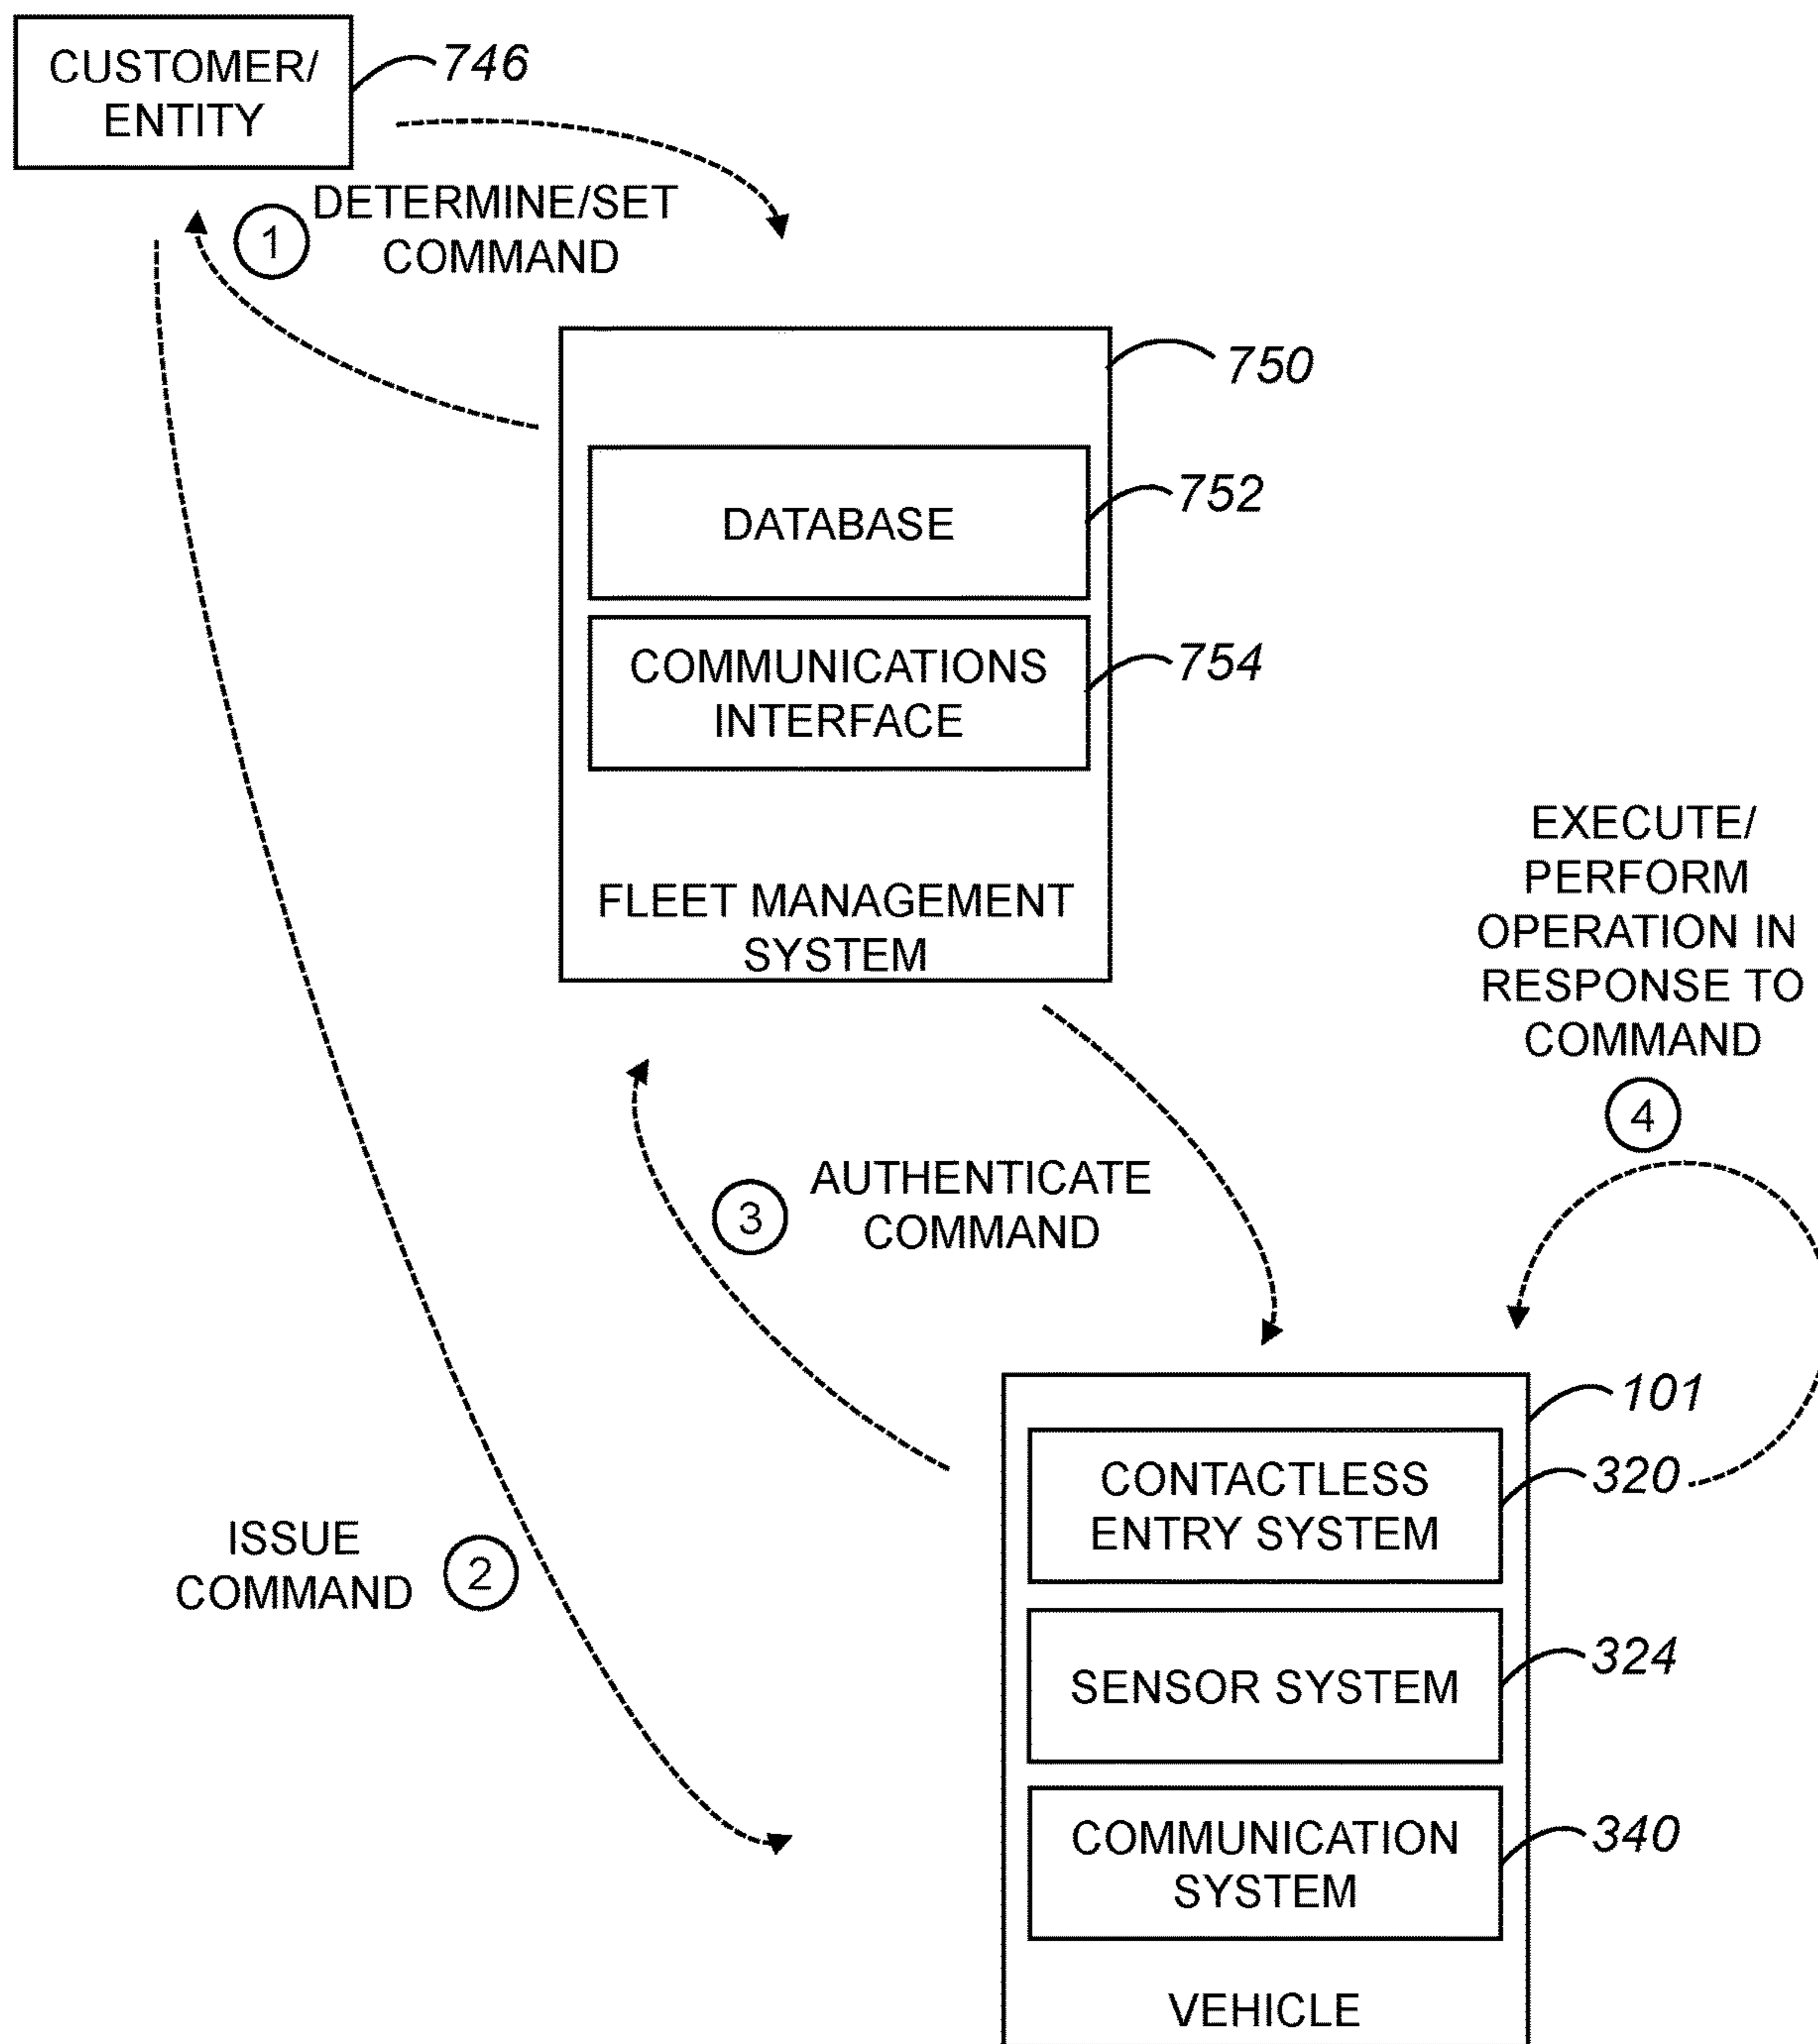 CUSTOMER/
ENTITY
746
1
DETERMINE/SET
COMMAND
750
DATABASE
752
COMMUNICATIONS
INTERFACE
754
FLEET MANAGEMENT
SYSTEM
EXECUTE/
PERFORM
OPERATION IN
RESPONSE TO
COMMAND
4
3
AUTHENTICATE
COMMAND
101
CONTACTLESS
ENTRY SYSTEM
320
ISSUE
COMMAND
2
SENSOR SYSTEM
324
COMMUNICATION
SYSTEM
340
VEHICLE